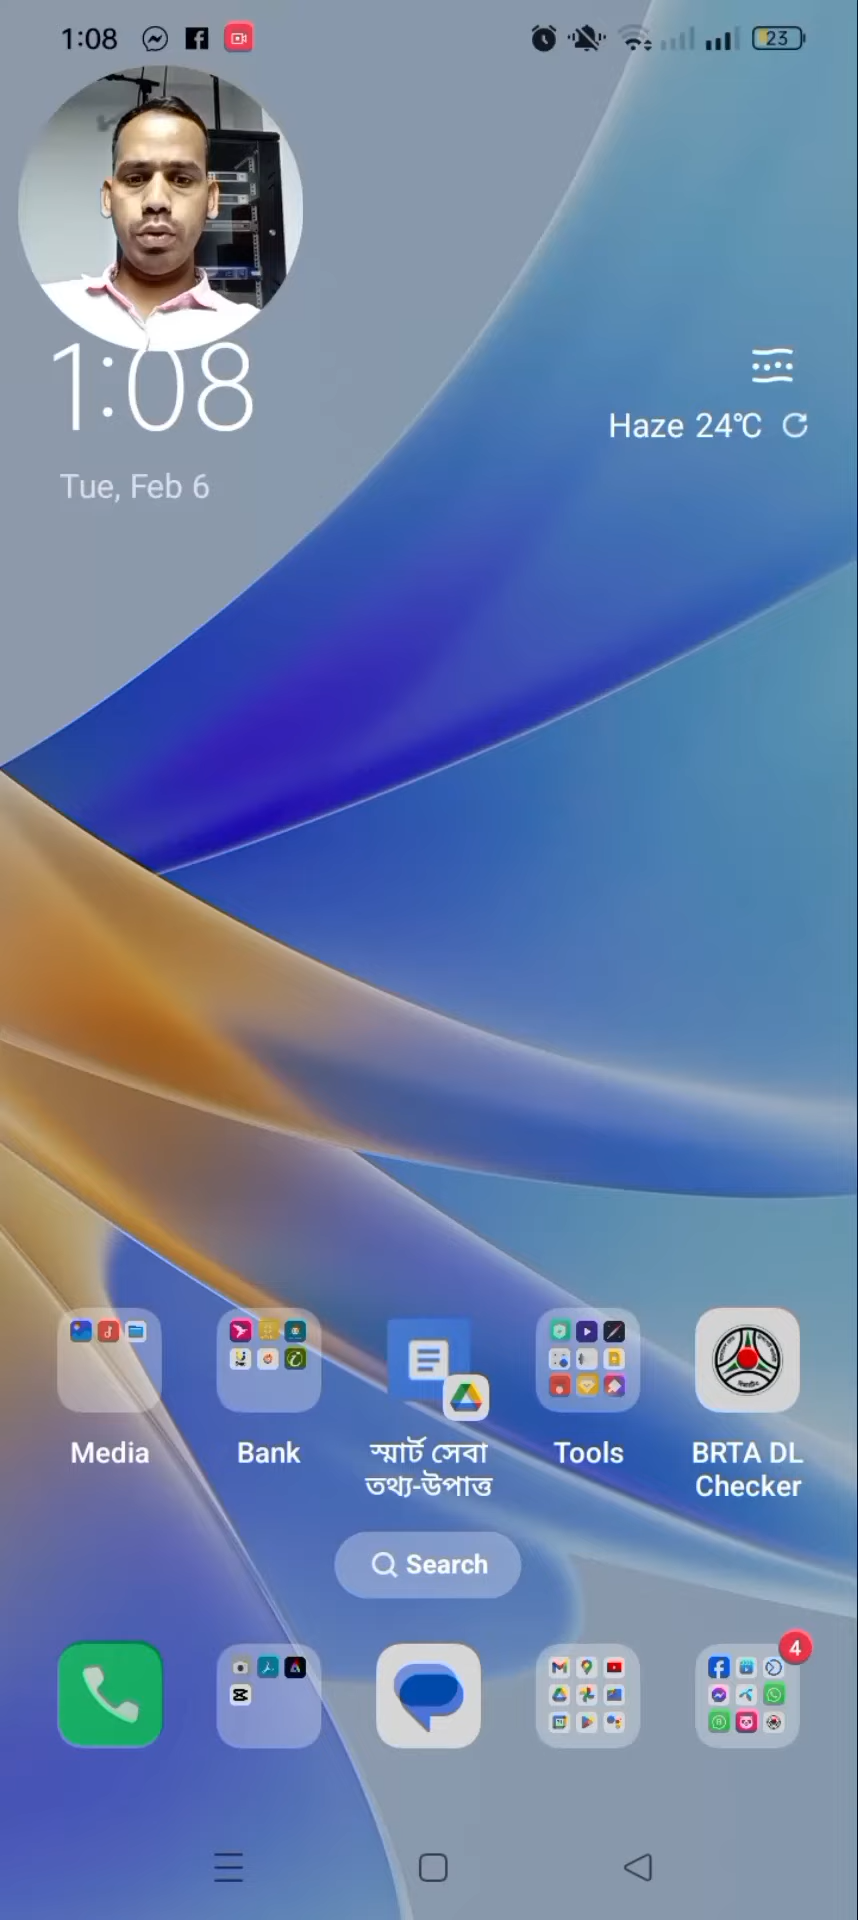 1:08
23
1:08
Haze 24℃
Tue, Feb 6
Media
Bank
স্মার্ট সেবা
তথ্য-উপাত্ত
Tools
BRTA DL
Checker
Search
4